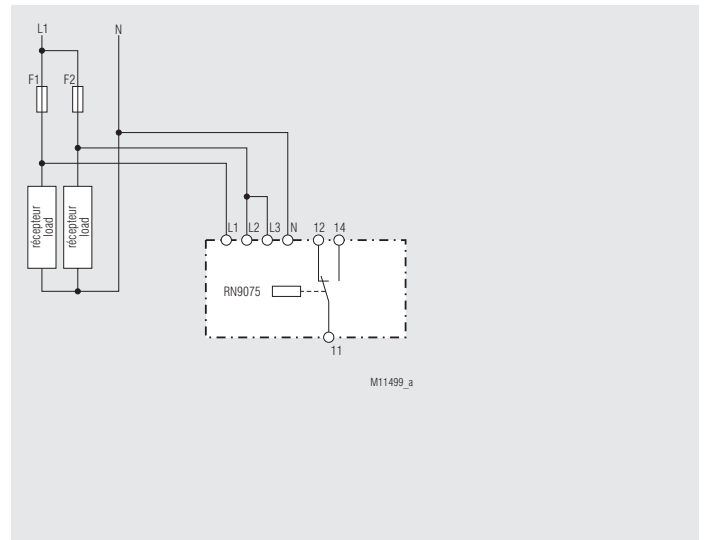 L1 N
F1 F2
récepteur
load
récepteur
load
L1 L2 L3 N 12 14
RN9075
11
M11499_a